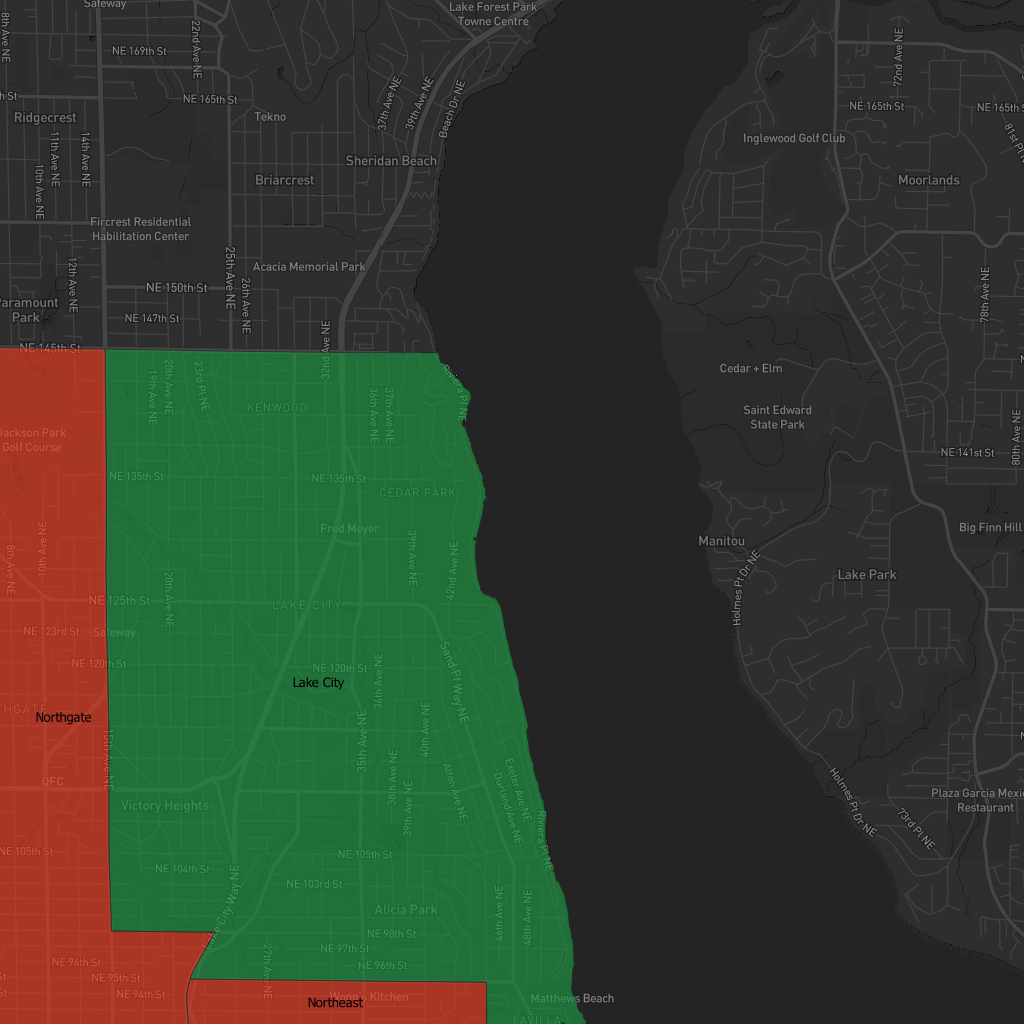 Safeway
Lake Forest Park
Towne Centre
8th Ave NE
22nd Ave NE
72nd Ave NE
NE 169th St
NE 165th St
37th Ave NE
39th Ave NE
Beach Dr NE
NE 165th St
NE 165th St
81st Pl N
Ridgecrest
Tekno
Inglewood Golf Club
11th Ave NE
14th Ave NE
10th Ave NE
Sheridan Beach
Briarcrest
Moorlands
Fircrest Residential
Habilitation Center
12th Ave NE
25th Ave NE
26th Ave NE
Acacia Memorial Park
78th Ave NE
NE 150th St
Paramount
Park
NE 147th St
32nd Ave NE
NE 145th St
Cedar + Elm
Riviera Pl NE
19th Ave NE
20th Ave NE
23rd Pl NE
36th Ave NE
37th Ave NE
KENWOOD
Saint Edward
State Park
80th Ave NE
Jackson Park
Golf Course
NE 141st St
NE 135th St
NE 135th St
CEDAR PARK
Fred Meyer
Big Finn Hill
8th Ave NE
10th Ave NE
39th Ave NE
42nd Ave NE
Manitou
Holmes Pt Dr NE
Lake Park
20th Ave NE
NE 125th St
LAKE CITY
NE 123rd St
Safeway
NE 120th St
NE 120th St
Sand Pt Way NE
36th Ave NE
Lake City
THGATE
Northgate
15th Ave NE
35th Ave NE
40th Ave NE
QFC
38th Ave NE
39th Ave NE
Alton Ave NE
Exeter Ave NE
Durland Ave NE
Riviera Pl NE
Holmes Pt Dr NE
73rd Pl NE
Plaza Garcia Mexic
Restaurant
Victory Heights
NE 105th St
NE 105th St
NE 104th St
NE 103rd St
Lake City Way NE
Alicia Park
46th Ave NE
48th Ave NE
NE 98th St
27th Ave NE
NE 97th St
NE 96th St
NE 96th St
NE 95th St
NE 94th St
Wong's Kitchen
Northeast
Matthews Beach
LAVILLA